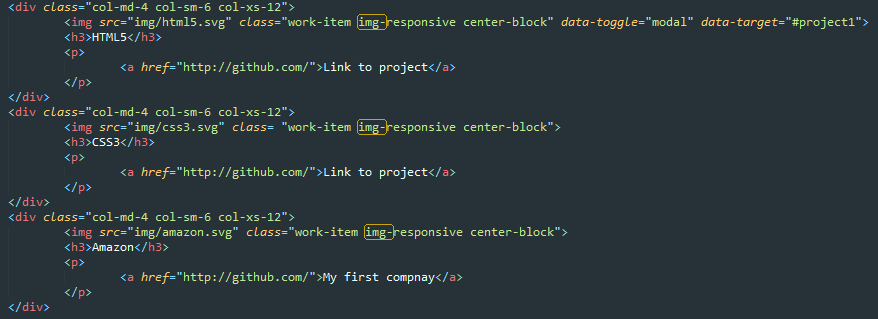 <div class="col-md-4 col-sm-6 col-xs-12">
<img src="img/html5.svg" class="work-item img-responsive center-block" data-toggle="modal" data-target="#project1">
<h3>HTML5</h3>
<p>
<a href="http://github.com/">Link to project</a>
</p>
</div>
<div class="col-md-4 col-sm-6 col-xs-12">
<img src="img/css3.svg" class= "work-item img-responsive center-block">
<h3>CSS3</h3>
<p>
<a href="http://github.com/">Link to project</a>
</p>
</div>
<div class="col-md-4 col-sm-6 col-xs-12">
<img src="img/amazon.svg" class="work-item img-responsive center-block">
<h3>Amazon</h3>
<p>
<a href="http://github.com/">My first compnay</a>
</p>
</div>